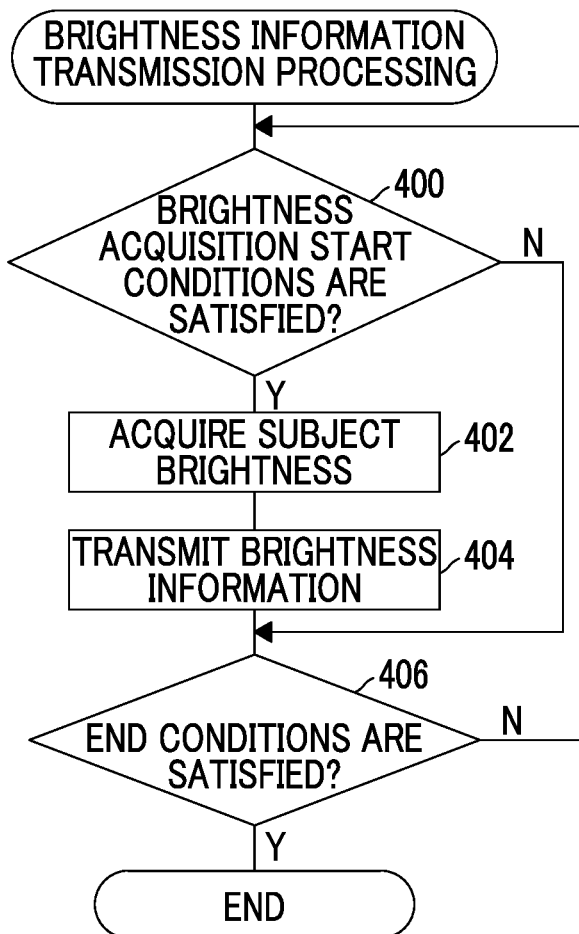 BRIGHTNESS INFORMATION
TRANSMISSION PROCESSING
400
BRIGHTNESS
ACQUISITION START
CONDITIONS ARE
SATISFIED?
N
Y
ACQUIRE SUBJECT
BRIGHTNESS
402
TRANSMIT BRIGHTNESS
INFORMATION
404
406
END CONDITIONS ARE
SATISFIED?
N
Y
END